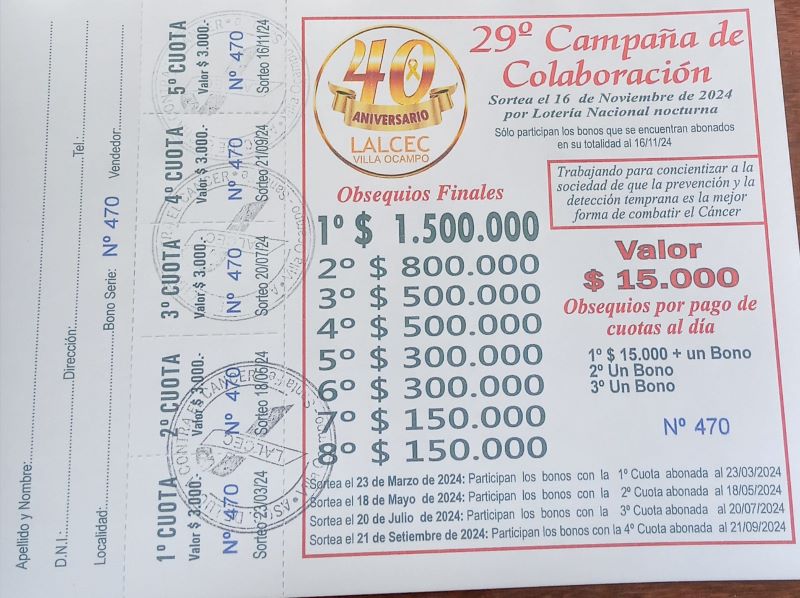 Apellido y Nombre:
D.N.I.: Dirección: Tel.:
Localidad: Bono Serie: Nº 470 Vendedor:
1º CUOTA
Valor $ 3.000.-
Nº 470
Sorteo 23/03/24
2º CUOTA
Valor $ 3.000.-
Nº 470
Sorteo 18/05/24
3º CUOTA
Valor $ 3.000.-
Nº 470
Sorteo 20/07/24
4º CUOTA
Valor $ 3.000.-
Nº 470
Sorteo 21/09/24
5º CUOTA
Valor $ 3.000.-
Nº 470
Sorteo 16/11/24
CONTRA EL CANCER
LALCEC
40
ANIVERSARIO
LALCEC
VILLA OCAMPO
29º Campaña de
Colaboración
Sortea el 16 de Noviembre de 2024
por Lotería Nacional nocturna
Sólo participan los bonos que se encuentran abonados
en su totalidad al 16/11/24
Trabajando para concientizar a la
sociedad de que la prevención y la
detección temprana es la mejor
forma de combatir el Cáncer
Obsequios Finales
1º $ 1.500.000
2º $ 800.000
3º $ 500.000
4º $ 500.000
5º $ 300.000
6º $ 300.000
7º $ 150.000
8º $ 150.000
Valor
$ 15.000
Obsequios por pago de
cuotas al día
1º $ 15.000 + un Bono
2º Un Bono
3º Un Bono
Nº 470
Sortea el 23 de Marzo de 2024: Participan los bonos con la 1º Cuota abonada al 23/03/2024
Sortea el 18 de Mayo de 2024: Participan los bonos con la 2º Cuota abonada al 18/05/2024
Sortea el 20 de Julio de 2024: Participan los bonos con la 3º Cuota abonada al 20/07/2024
Sortea el 21 de Setiembre de 2024: Participan los bonos con la 4º Cuota abonada al 21/09/2024